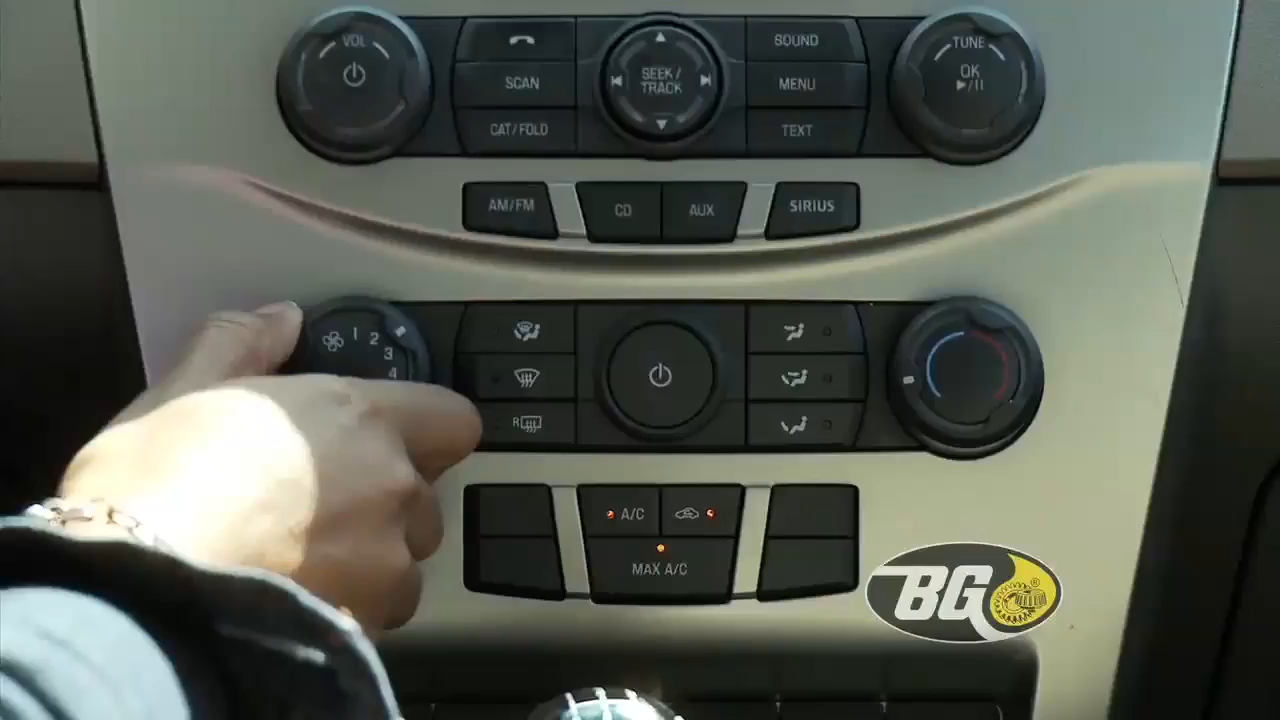 VOL
SCAN
CAT/FOLD
SEEK/
TRACK
SOUND
MENU
TEXT
TUNE
OK
▶/II
AM/FM
CD
AUX
SIRIUS
1
2
3
4
R
A/C
MAX A/C
BG®